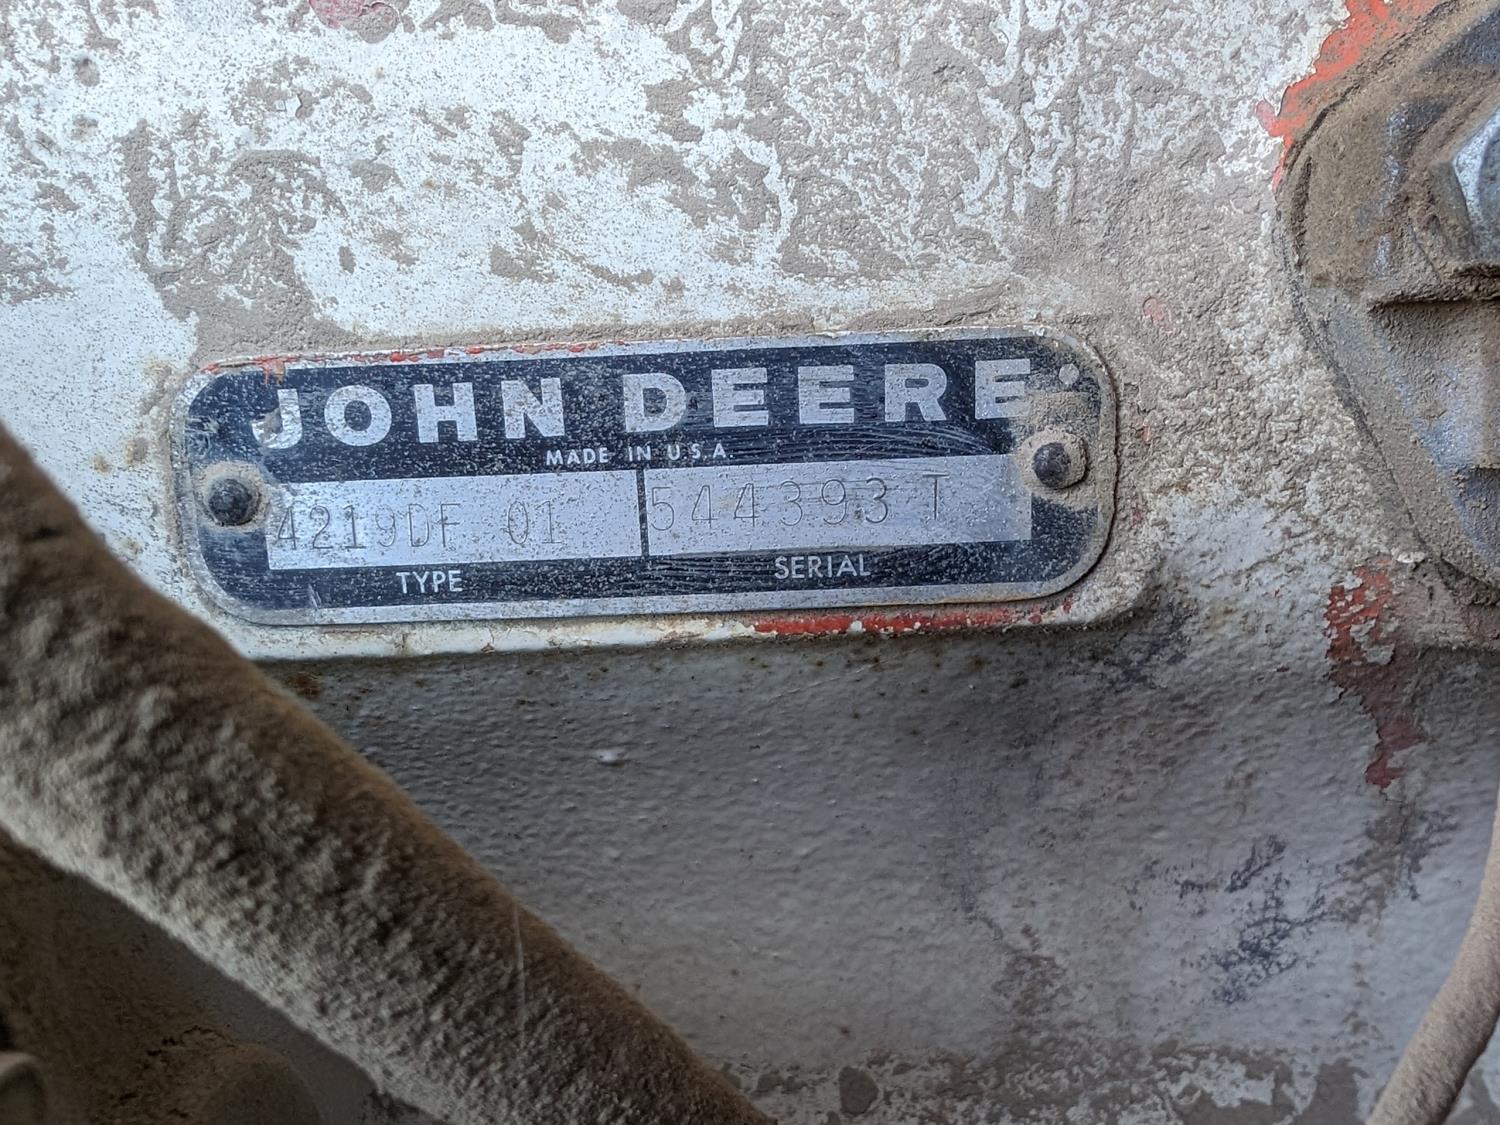 JOHN DEERE
MADE IN U.S.A.
4219DF 01 544393 T
TYPE SERIAL